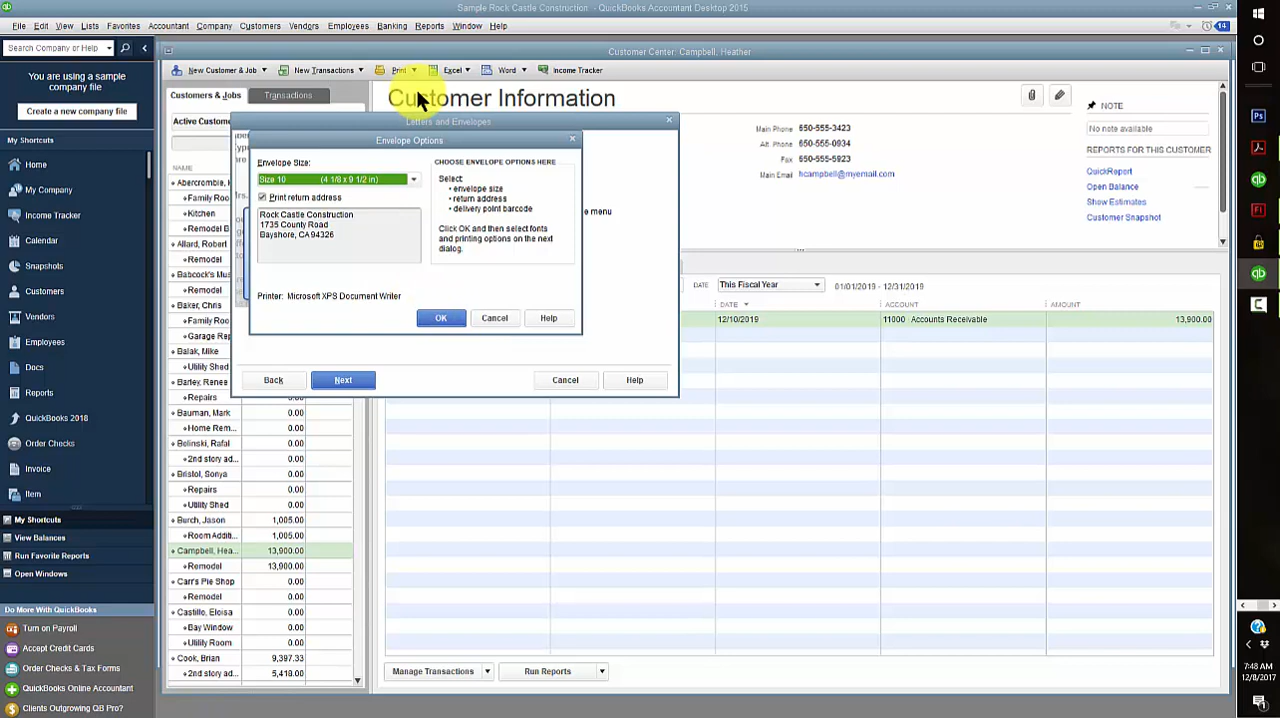 Sample Rock Castle Construction - QuickBooks Accountant Desktop 2015
File Edit View Lists Favorites Accountant Company Customers Vendors Employees Banking Reports Window Help
14
Search Company or Help
Customer Center: Campbell, Heather
New Customer & Job New Transactions Print Excel Word Income Tracker
You are using a sample
company file
Create a new company file
My Shortcuts
Home
My Company
Income Tracker
Calendar
Snapshots
Customers
Vendors
Employees
Docs
Reports
QuickBooks 2018
Order Checks
Invoice
Item
My Shortcuts
View Balances
Run Favorite Reports
Open Windows
Do More With QuickBooks
Turn on Payroll
Accept Credit Cards
Order Checks & Tax Forms
QuickBooks Online Accountant
Clients Outgrowing QB Pro?
Customers & Jobs Transactions
Active Custome
NAME
Abercrombie,
Family Roo
Kitchen
Remodel B
Allard, Robert
Remodel
Babcock's Mus
Remodel
Baker, Chris
Family Roo
Garage Rep
Balak, Mike
Utility Shed
Barley, Renee
Repairs 0.00
Bauman, Mark 0.00
Home Rem... 0.00
Bolinski, Rafal 0.00
2nd story ad... 0.00
Bristol, Sonya 0.00
Repairs 0.00
Utility Shed 0.00
Burch, Jason 1,005.00
Room Additi... 1,005.00
Campbell, Hea... 13,900.00
Remodel 13,900.00
Carr's Pie Shop 0.00
Remodel 0.00
Castillo, Eloisa 0.00
Bay Window 0.00
Utility Room 0.00
Cook, Brian 9,397.33
2nd story ad... 5,418.00
Customer Information
Main Phone 650-555-3423
Alt. Phone 650-555-0934
Fax 650-555-5923
Main Email hcampbell@myemail.com
NOTE
No note available
REPORTS FOR THIS CUSTOMER
QuickReport
Open Balance
Show Estimates
Customer Snapshot
Letters and Envelopes
e menu
Back Next Cancel Help
Envelope Options
Envelope Size:
Size 10 (4 1/8 x 9 1/2 in)
Print return address
Rock Castle Construction
1735 County Road
Bayshore, CA 94326
CHOOSE ENVELOPE OPTIONS HERE
Select:
• envelope size
• return address
• delivery point barcode
Click OK and then select fonts
and printing options on the next
dialog.
Printer: Microsoft XPS Document Writer
OK Cancel Help
DATE This Fiscal Year 01/01/2019 - 12/31/2019
DATE ACCOUNT AMOUNT
12/10/2019 11000 · Accounts Receivable 13,900.00
Manage Transactions Run Reports
7:48 AM
12/8/2017